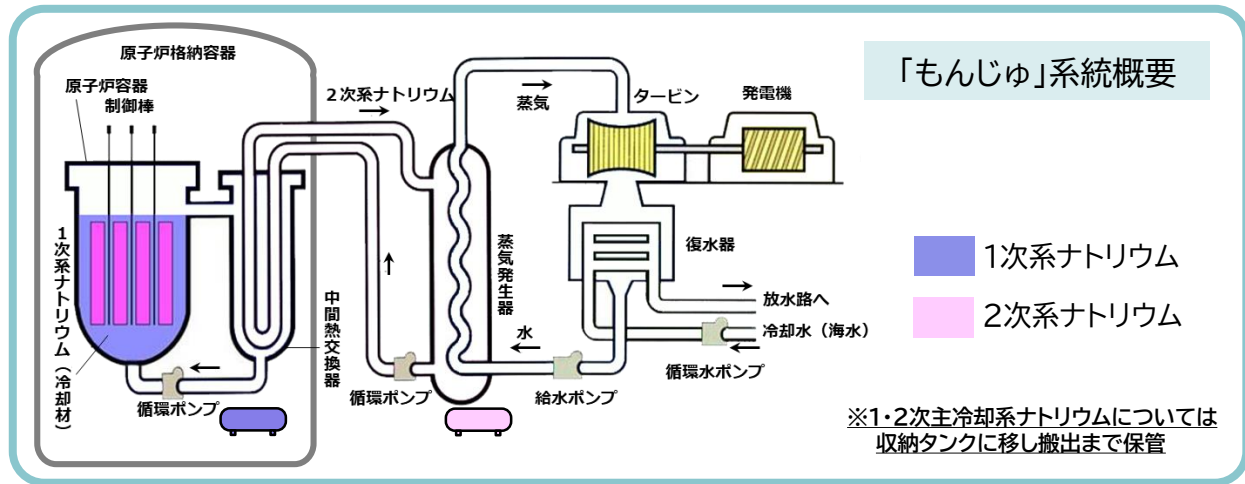 「もんじゅ」系統概要
原子炉格納容器
原子炉容器
制御棒
2次系ナトリウム
蒸気
タービン
発電機
1次系ナトリウム(冷却材)
中間熱交換器
蒸気発生器
復水器
放水路へ
冷却水(海水)
循環水ポンプ
水
循環ポンプ
循環ポンプ
給水ポンプ
1次系ナトリウム
2次系ナトリウム
※1・2次主冷却系ナトリウムについては
収納タンクに移し搬出まで保管